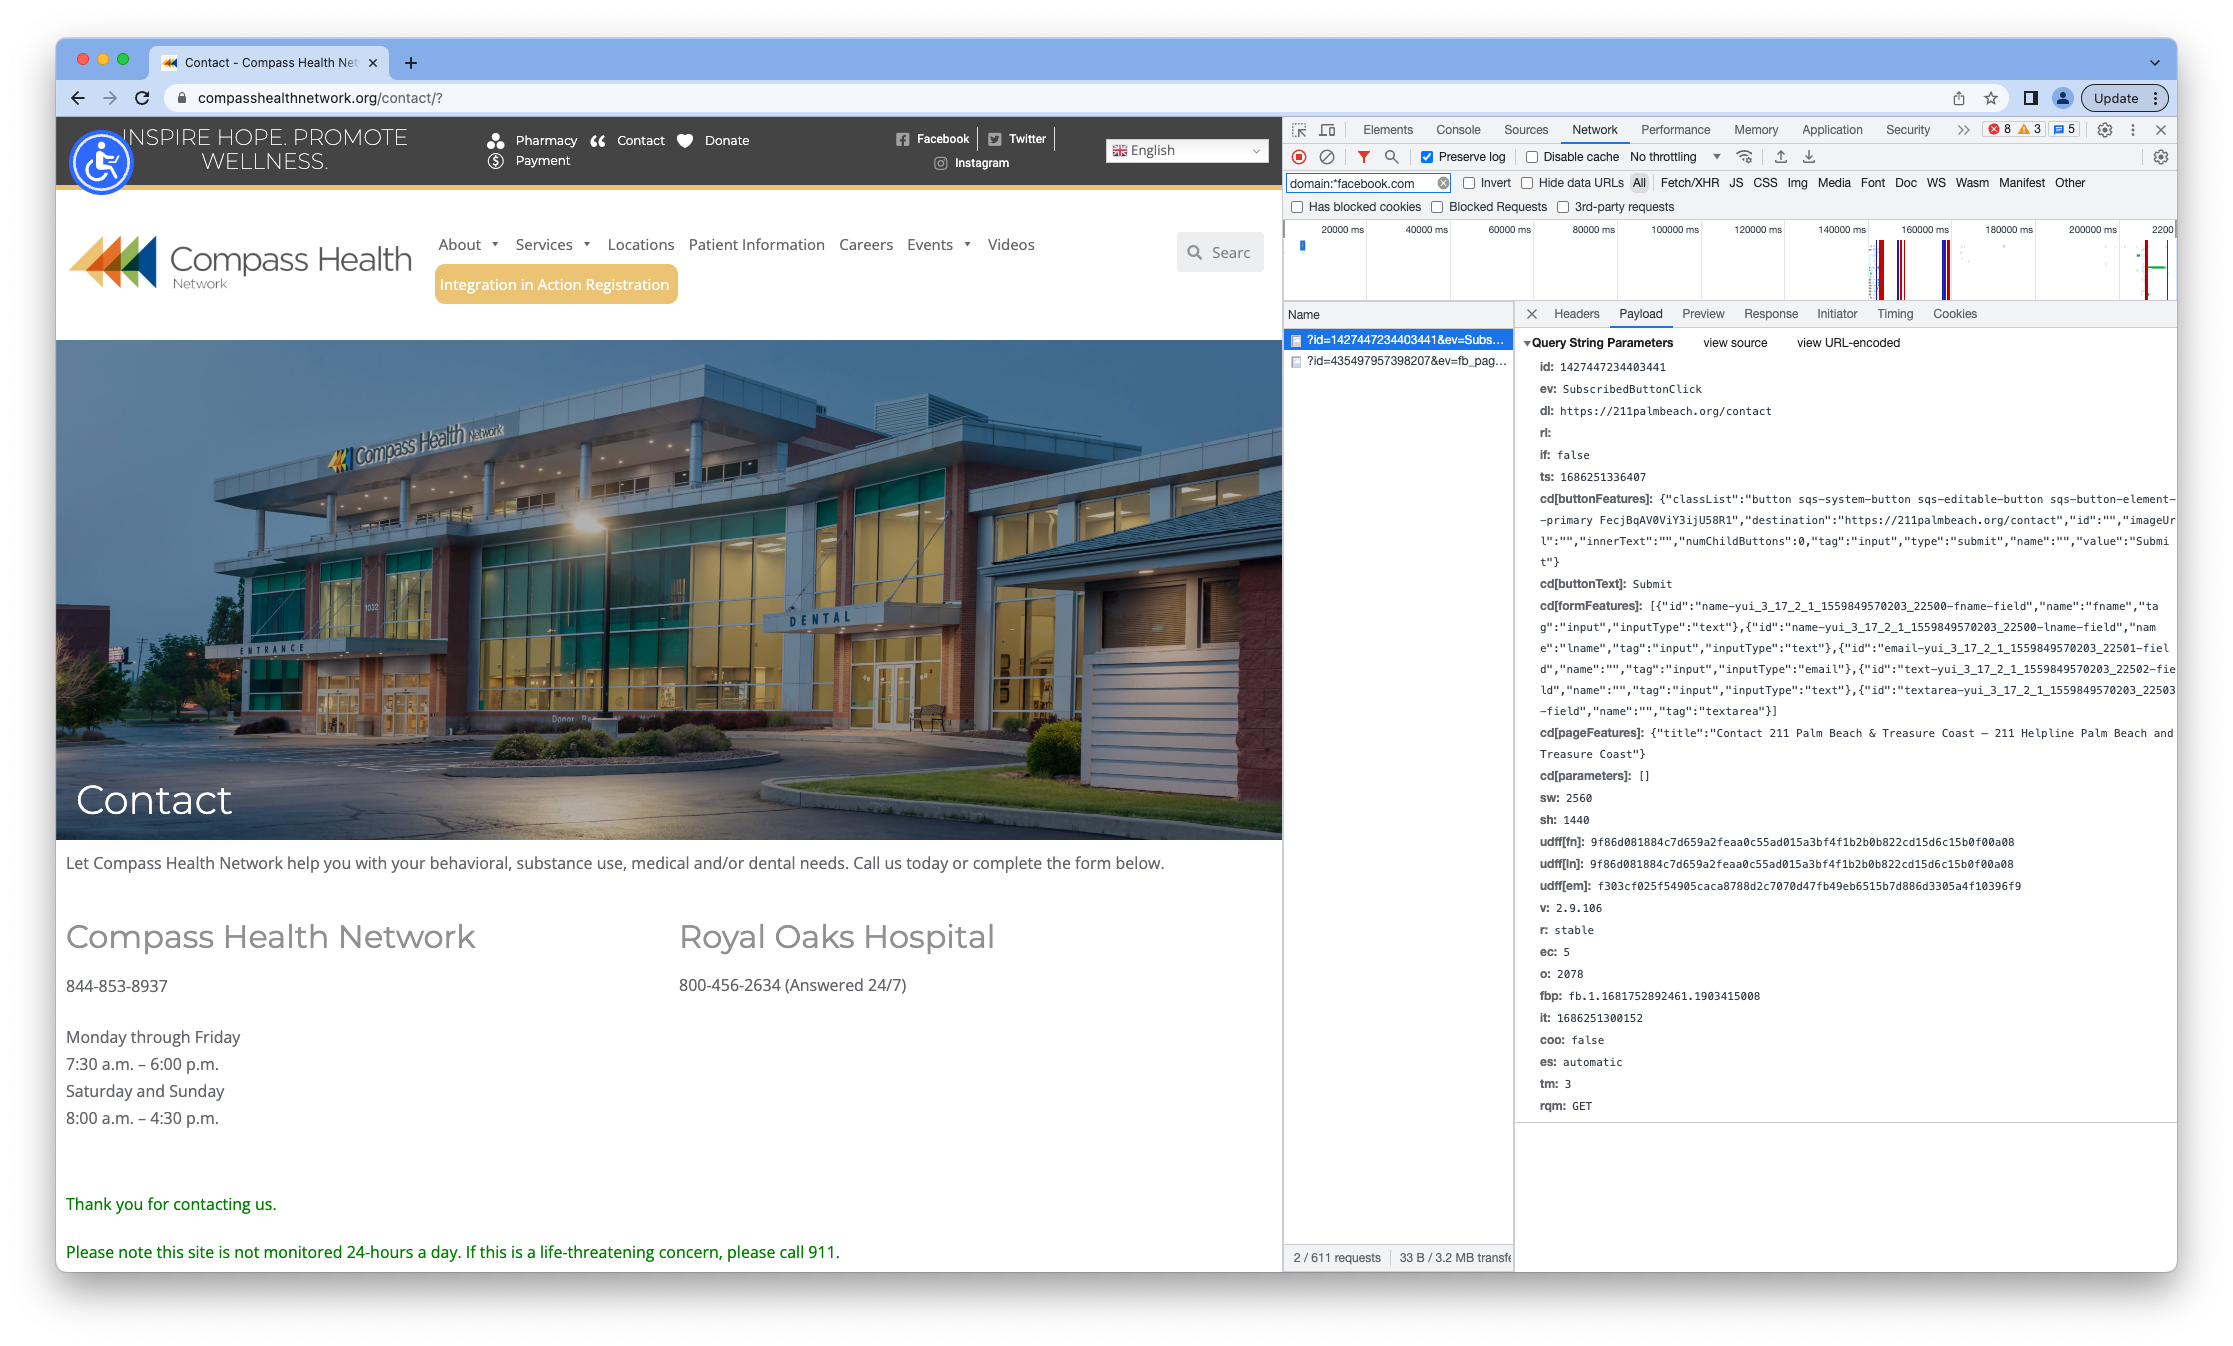 Contact - Compass Health Net
compasshealthnetwork.org/contact/?
Update
INSPIRE HOPE. PROMOTE
WELLNESS.
Pharmacy Contact Donate
Payment
Facebook Twitter
Instagram
English
Compass Health
Network
About Services Locations Patient Information Careers Events Videos
Integration in Action Registration
Searc
Compass Health Network
1032
ENTRANCE
DENTAL
Contact
Let Compass Health Network help you with your behavioral, substance use, medical and/or dental needs. Call us today or complete the form below.
Compass Health Network
844-853-8937
Monday through Friday
7:30 a.m. – 6:00 p.m.
Saturday and Sunday
8:00 a.m. – 4:30 p.m.
Royal Oaks Hospital
800-456-2634 (Answered 24/7)
Thank you for contacting us.
Please note this site is not monitored 24-hours a day. If this is a life-threatening concern, please call 911.
Elements Console Sources Network Performance Memory Application Security 8 3 5
Preserve log Disable cache No throttling
domain:*facebook.com Invert Hide data URLs All Fetch/XHR JS CSS Img Media Font Doc WS Wasm Manifest Other
Has blocked cookies Blocked Requests 3rd-party requests
20000 ms 40000 ms 60000 ms 80000 ms 100000 ms 120000 ms 140000 ms 160000 ms 180000 ms 200000 ms 2200
Name
?id=1427447234403441&ev=Subs...
?id=435497957398207&ev=fb_pag...
2 / 611 requests 33 B / 3.2 MB transfe
Headers Payload Preview Response Initiator Timing Cookies
Query String Parameters view source view URL-encoded
id: 1427447234403441
ev: SubscribedButtonClick
dl: https://211palmbeach.org/contact
rl:
if: false
ts: 1686251336407
cd[buttonFeatures]: {"classList":"button sqs-system-button sqs-editable-button sqs-button-element-
-primary FecjBqAV0ViY3ijU58R1","destination":"https://211palmbeach.org/contact","id":"","imageUr
l":"","innerText":"","numChildButtons":0,"tag":"input","type":"submit","name":"","value":"Submi
t"}
cd[buttonText]: Submit
cd[formFeatures]: [{"id":"name-yui_3_17_2_1_1559849570203_22500-fname-field","name":"fname","ta
g":"input","inputType":"text"},{"id":"name-yui_3_17_2_1_1559849570203_22500-lname-field","nam
e":"lname","tag":"input","inputType":"text"},{"id":"email-yui_3_17_2_1_1559849570203_22501-fiel
d","name":"","tag":"input","inputType":"email"},{"id":"text-yui_3_17_2_1_1559849570203_22502-fie
ld","name":"","tag":"input","inputType":"text"},{"id":"textarea-yui_3_17_2_1_1559849570203_22503
-field","name":"","tag":"textarea"}]
cd[pageFeatures]: {"title":"Contact 211 Palm Beach & Treasure Coast — 211 Helpline Palm Beach and
Treasure Coast"}
cd[parameters]: []
sw: 2560
sh: 1440
udff[fn]: 9f86d081884c7d659a2feaa0c55ad015a3bf4f1b2b0b822cd15d6c15b0f00a08
udff[ln]: 9f86d081884c7d659a2feaa0c55ad015a3bf4f1b2b0b822cd15d6c15b0f00a08
udff[em]: f303cf025f54905caca8788d2c7070d47fb49eb6515b7d886d3305a4f10396f9
v: 2.9.106
r: stable
ec: 5
o: 2078
fbp: fb.1.1681752892461.1903415008
it: 1686251300152
coo: false
es: automatic
tm: 3
rqm: GET